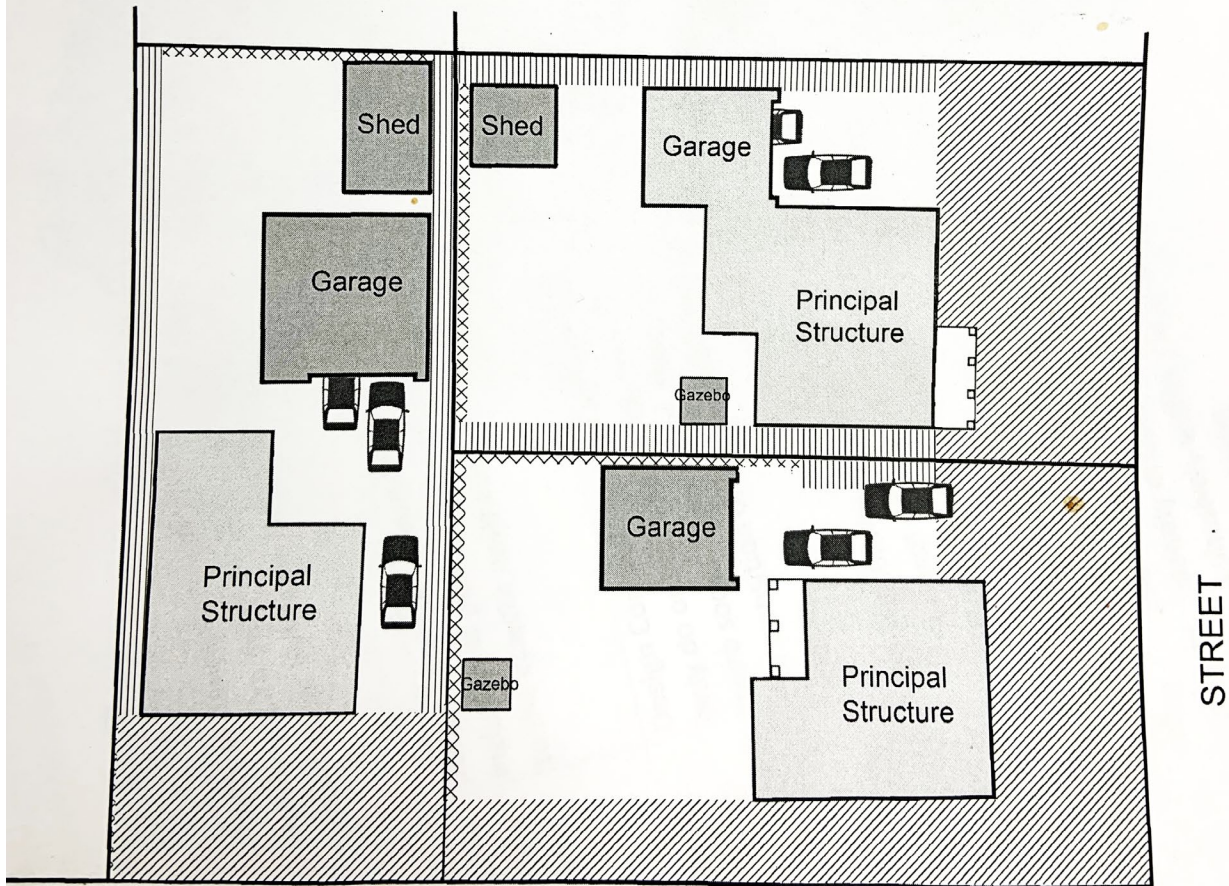 Shed
Shed
Garage
Garage
Principal
Structure
Gazebo
Garage
Principal
Structure
Gazebo
Principal
Structure
STREET